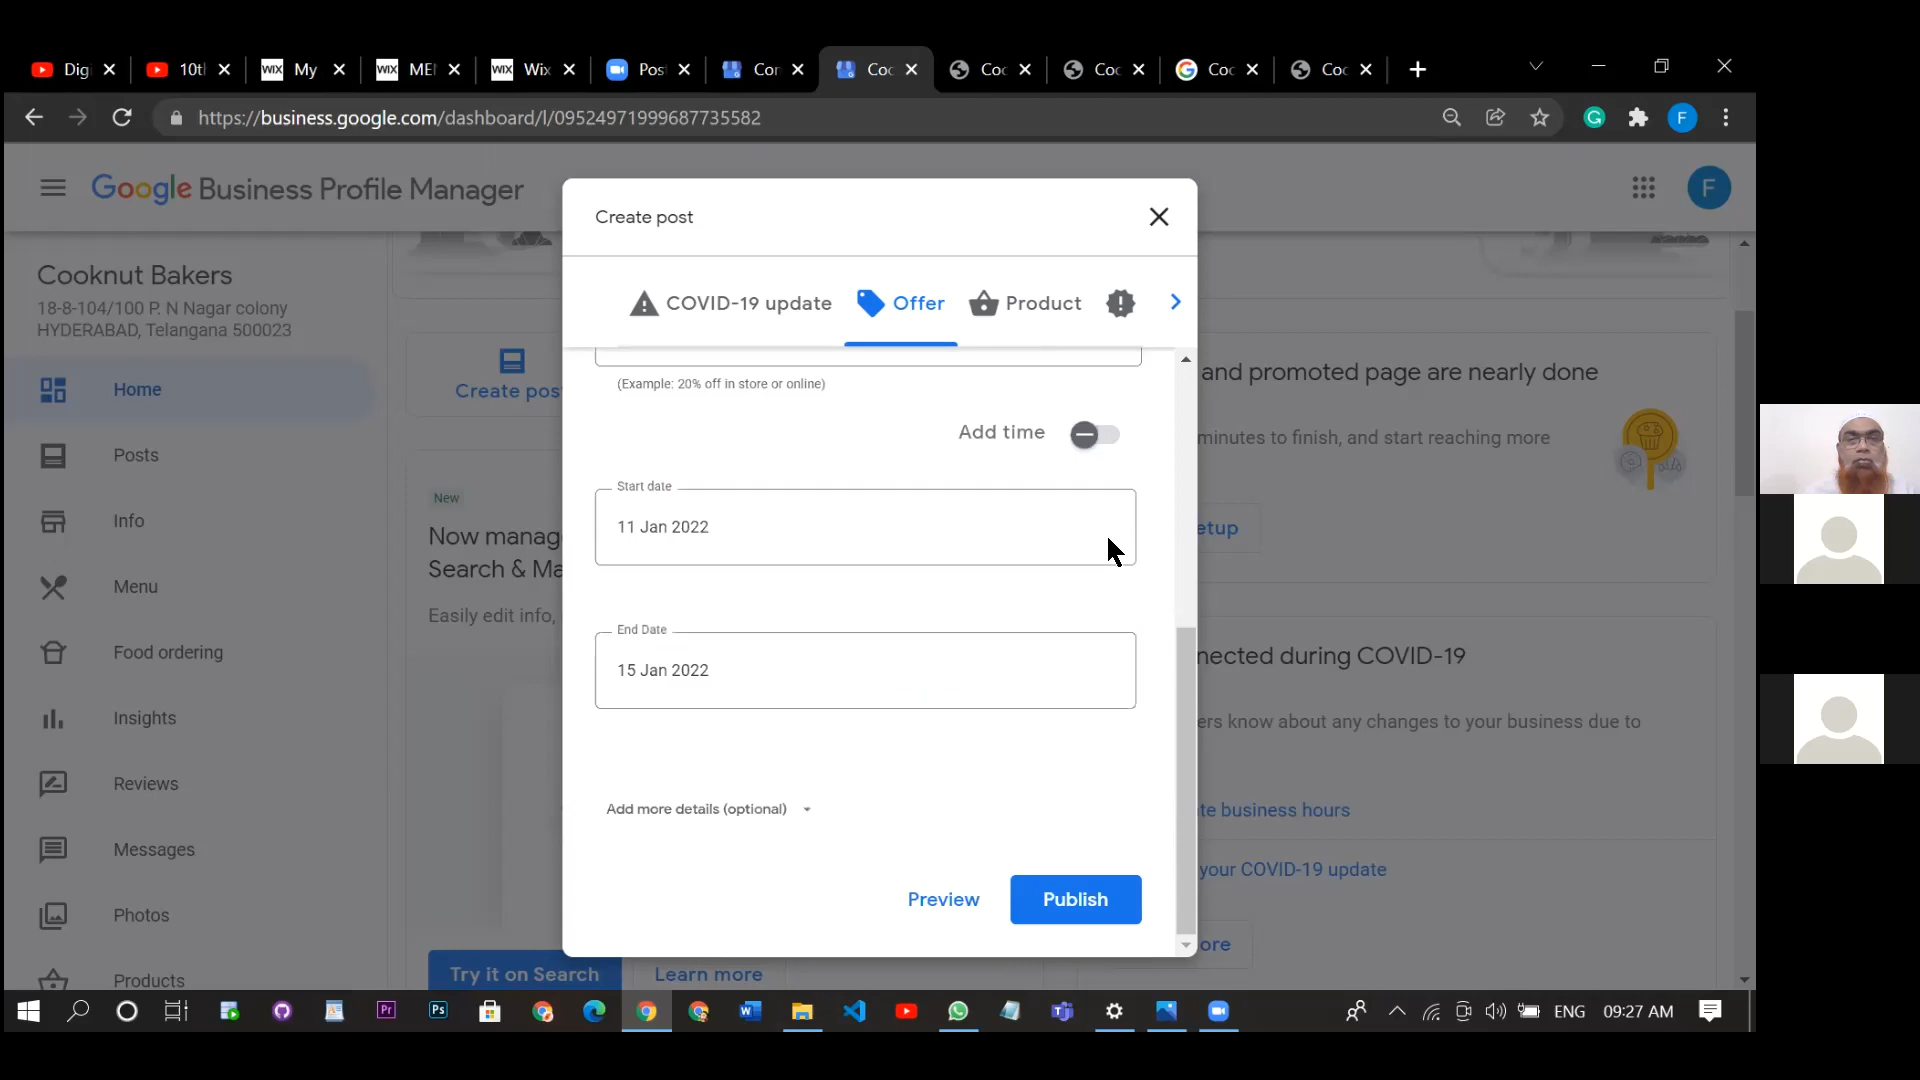 Dig
10t
WIX My
WIX ME
WIX Wix
Pos
Cor
Coc
Coc
Coc
Coc
Coc
https://business.google.com/dashboard/l/09524971999687735582
G
F
Google Business Profile Manager
F
Create post
COVID-19 update
Offer
Product
Cooknut Bakers
18-8-104/100 P. N Nagar colony
HYDERABAD, Telangana 500023
Home
Posts
Info
Menu
Food ordering
Insights
Reviews
Messages
Photos
Products
Create pos
New
Now manag
Search & Ma
Easily edit info,
Try it on Search
Learn more
(Example: 20% off in store or online)
Add time
Start date
11 Jan 2022
End Date
15 Jan 2022
Add more details (optional)
Preview
Publish
and promoted page are nearly done
minutes to finish, and start reaching more
etup
nected during COVID-19
ers know about any changes to your business due to
te business hours
your COVID-19 update
ore
Pr
Ps
ENG
09:27 AM